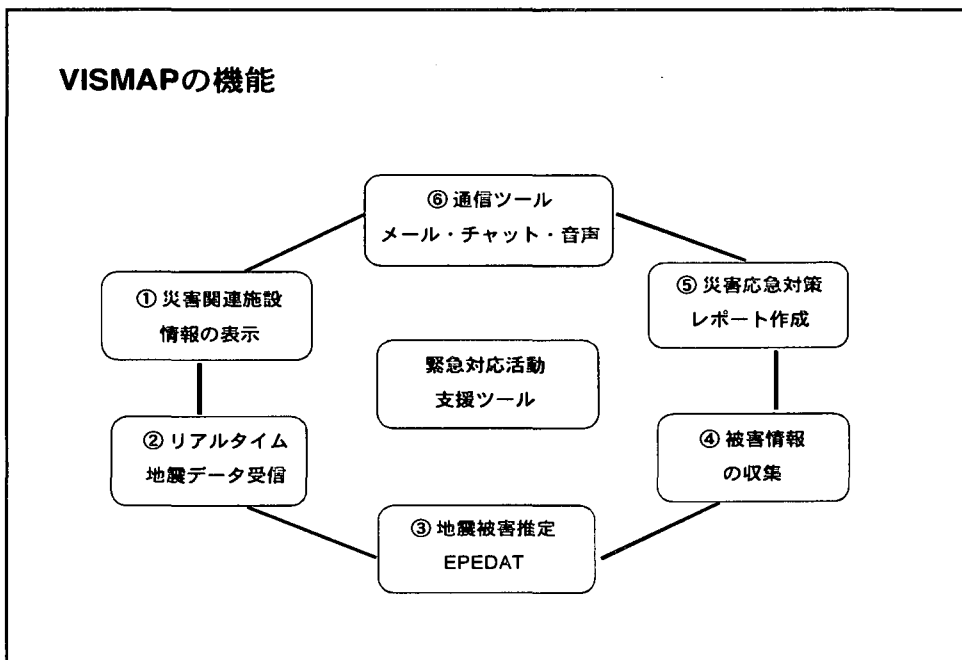 VISMAPの機能
⑥ 通信ツール
メール・チャット・音声
① 災害関連施設
情報の表示
⑤ 災害応急対策
レポート作成
緊急対応活動
支援ツール
② リアルタイム
地震データ受信
④ 被害情報
の収集
③ 地震被害推定
EPEDAT